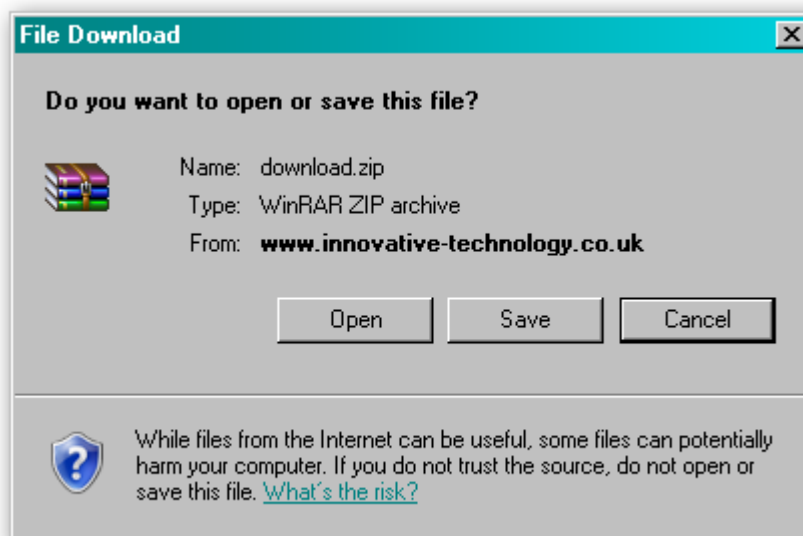 File Download
Do you want to open or save this file?
Name: download.zip
Type: WinRAR ZIP archive
From: www.innovative-technology.co.uk
Open Save Cancel
While files from the Internet can be useful, some files can potentially
harm your computer. If you do not trust the source, do not open or
save this file. What's the risk?